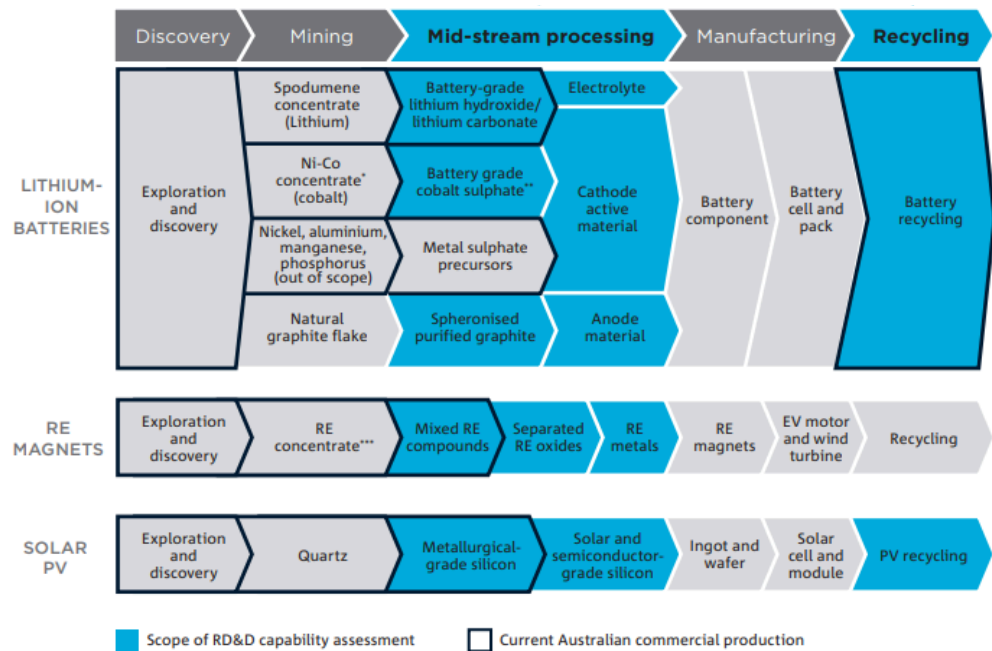 Discovery
Mining
Mid-stream processing
Manufacturing
Recycling
LITHIUM-
ION
BATTERIES
Exploration
and
discovery
Spodumene
concentrate
(Lithium)
Battery-grade
lithium hydroxide/
lithium carbonate
Electrolyte
Ni-Co
concentrate*
(cobalt)
Battery grade
cobalt sulphate**
Cathode
active
material
Nickel, aluminium,
manganese,
phosphorus
(out of scope)
Metal sulphate
precursors
Natural
graphite flake
Spheronised
purified graphite
Anode
material
Battery
component
Battery
cell and
pack
Battery
recycling
RE
MAGNETS
Exploration
and
discovery
RE
concentrate***
Mixed RE
compounds
Separated
RE oxides
RE
metals
RE
magnets
EV motor
and wind
turbine
Recycling
SOLAR
PV
Exploration
and
discovery
Quartz
Metallurgical-
grade silicon
Solar and
semiconductor-
grade silicon
Ingot and
wafer
Solar
cell and
module
PV recycling
Scope of RD&D capability assessment
Current Australian commercial production